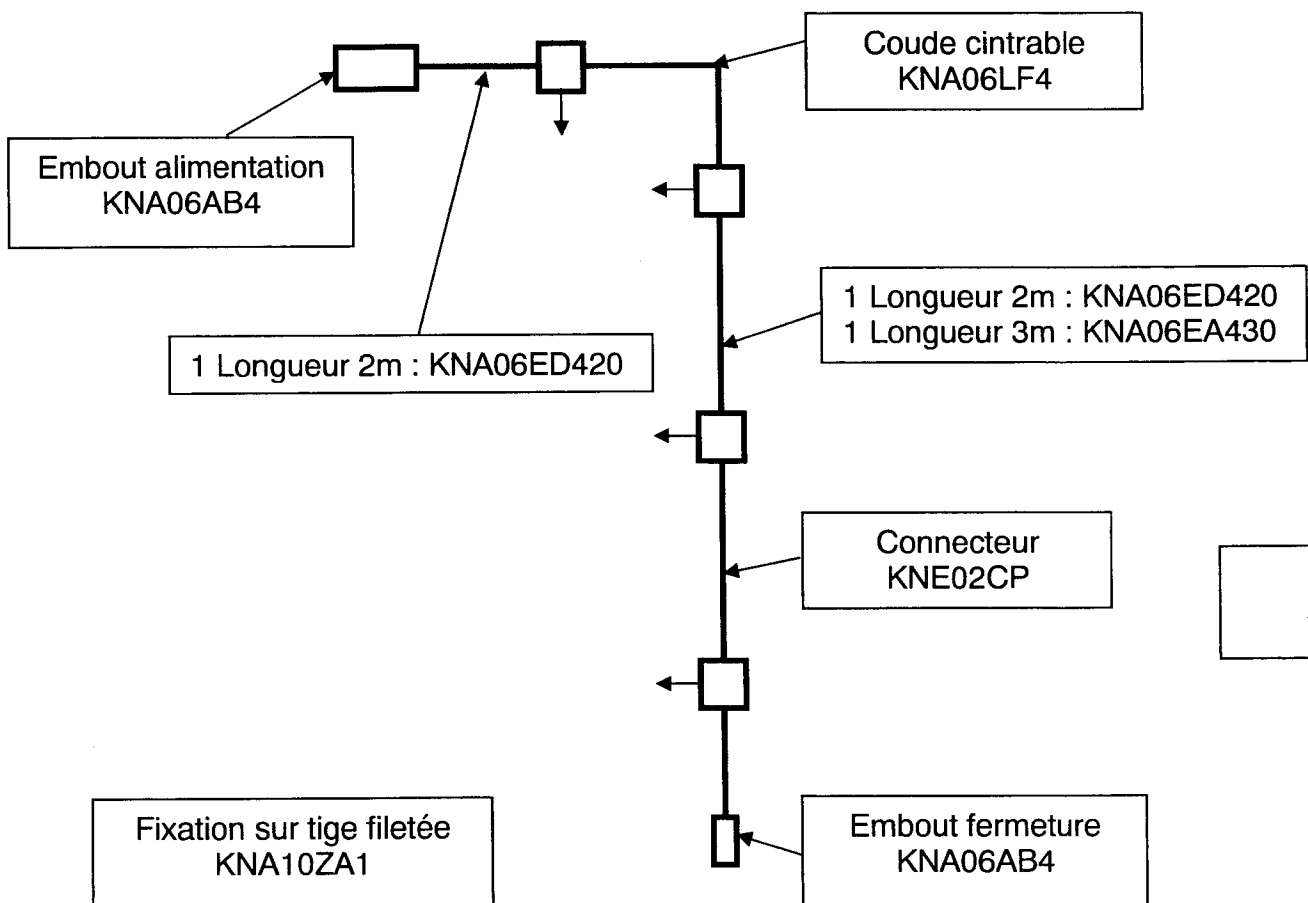 Coude cintrable
KNA06LF4
Embout alimentation
KNA06AB4
1 Longueur 2m : KNA06ED420
1 Longueur 3m : KNA06EA430
1 Longueur 2m : KNA06ED420
Connecteur
KNE02CP
Fixation sur tige filetée
KNA10ZA1
Embout fermeture
KNA06AB4